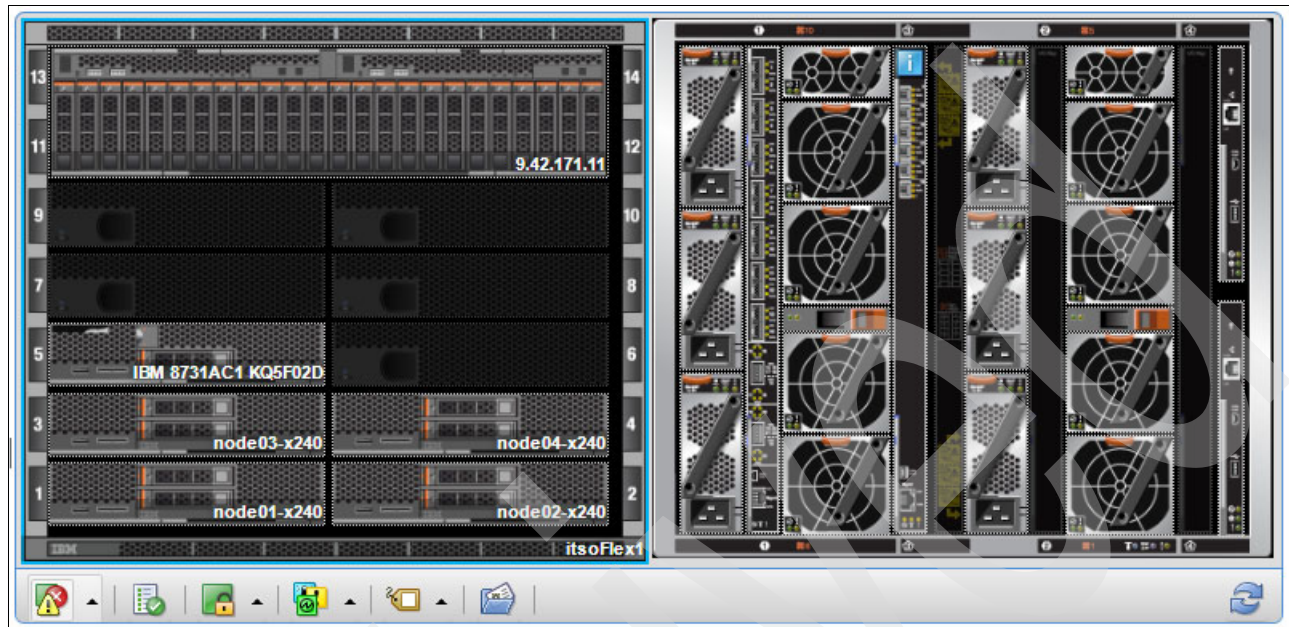 13
14
11
12
9.42.171.11
9
10
7
8
5
6
IBM 8731AC1 KQ5F02D
3
4
node03-x240
node04-x240
1
2
node01-x240
node02-x240
IBM
itsoFlex1